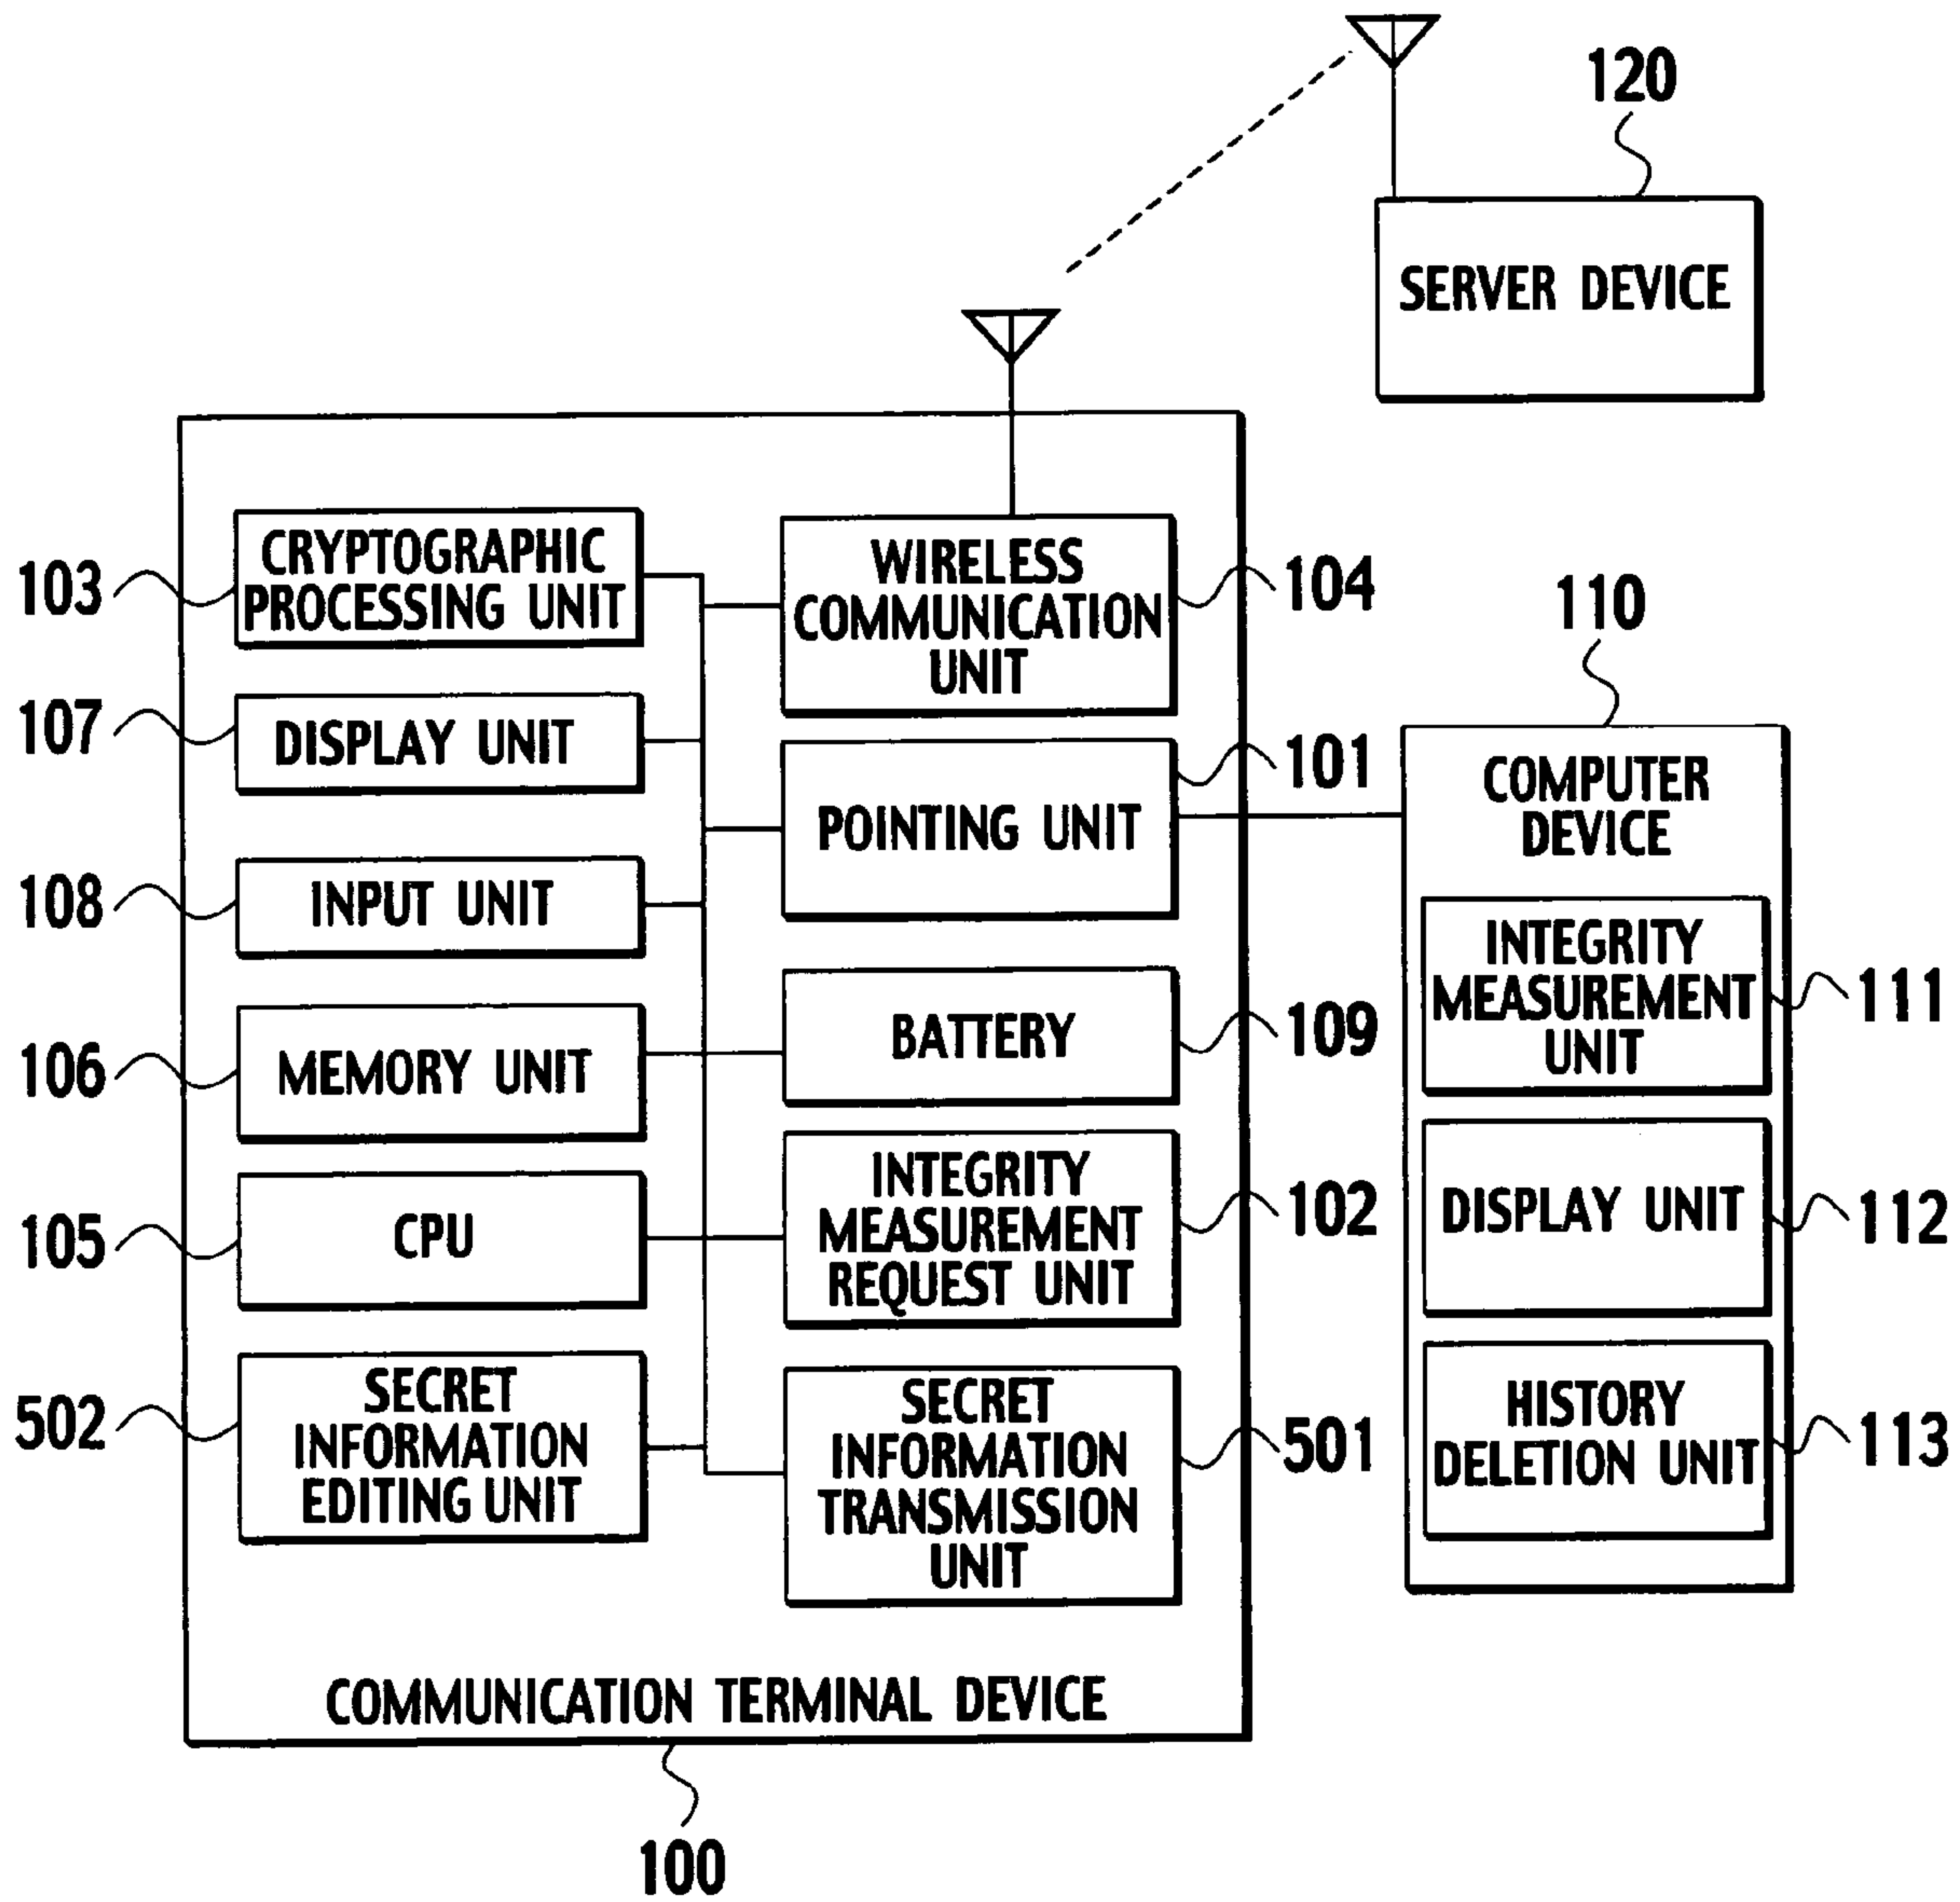 120
SERVER DEVICE
103
CRYPTOGRAPHIC
PROCESSING UNIT
WIRELESS
COMMUNICATION
UNIT
104
107
DISPLAY UNIT
POINTING UNIT
101
108
INPUT UNIT
106
MEMORY UNIT
BATTERY
109
105
CPU
INTEGRITY
MEASUREMENT
REQUEST UNIT
102
502
SECRET
INFORMATION
EDITING UNIT
SECRET
INFORMATION
TRANSMISSION
UNIT
501
COMMUNICATION TERMINAL DEVICE
100
110
COMPUTER
DEVICE
INTEGRITY
MEASUREMENT
UNIT
111
DISPLAY UNIT
112
HISTORY
DELETION UNIT
113